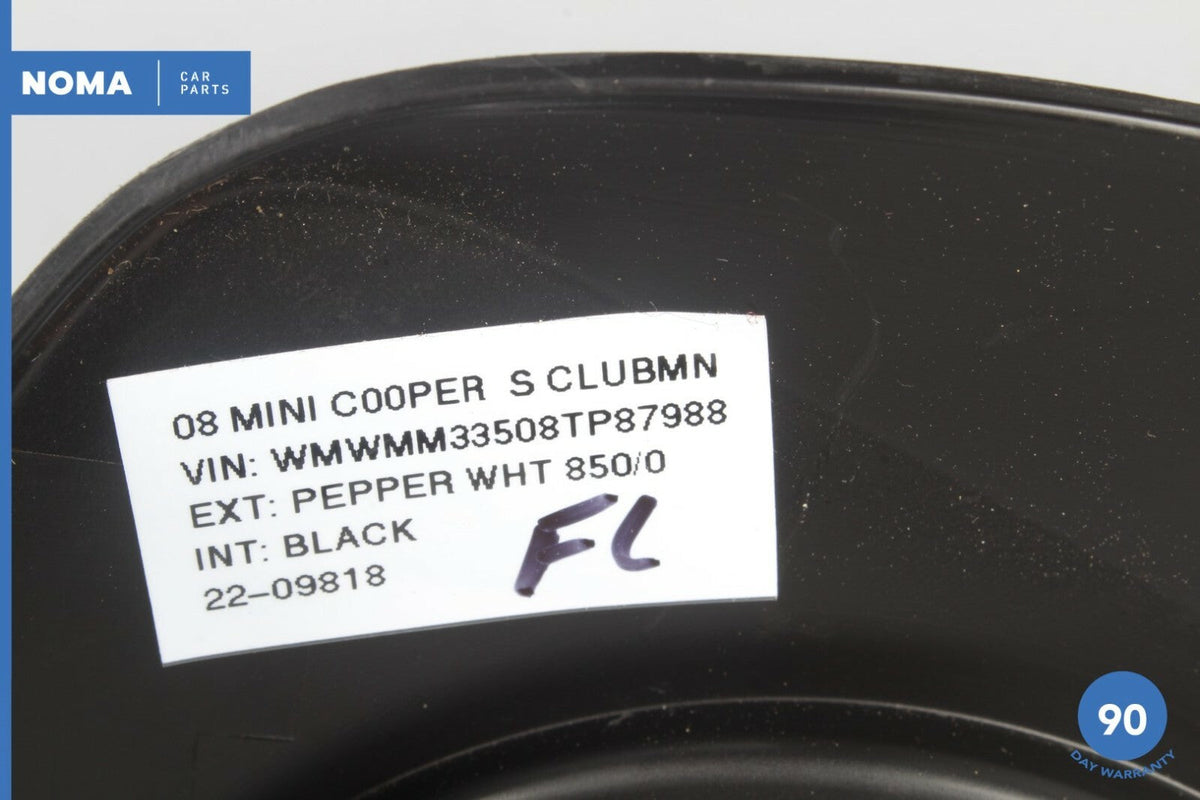 NOMA
CAR
PARTS
08 MINI COOPER S CLUBMN
VIN: WMWMM33508TP87988
EXT: PEPPER WHT 850/0
INT: BLACK
22-09818
FL
90
DAY WARRANTY